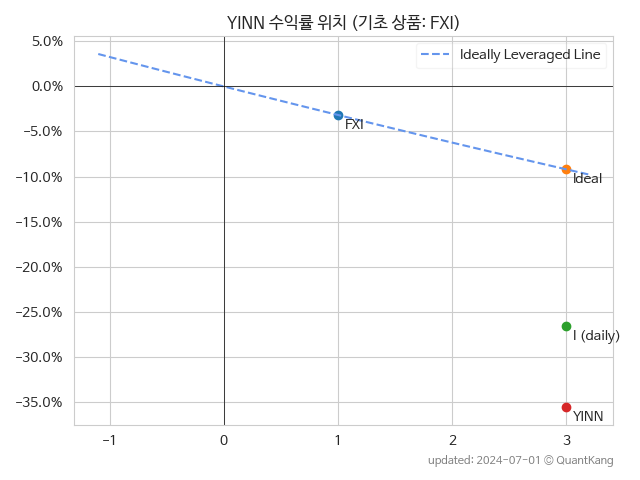 YINN 수익률 위치 (기초 상품: FXI)
5.0%
0.0%
−5.0%
−10.0%
−15.0%
−20.0%
−25.0%
−30.0%
−35.0%
Ideally Leveraged Line
FXI
Ideal
I (daily)
YINN
−1
0
1
2
3
updated: 2024-07-01 © QuantKang